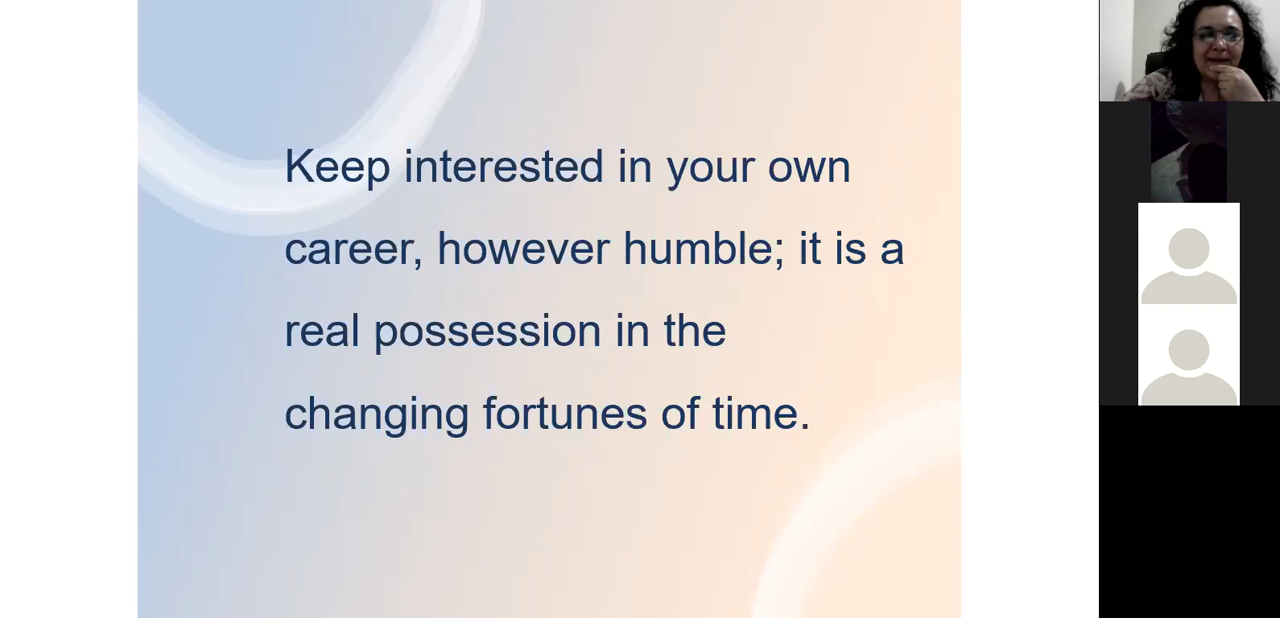 Keep interested in your own
career, however humble; it is a
real possession in the
changing fortunes of time.